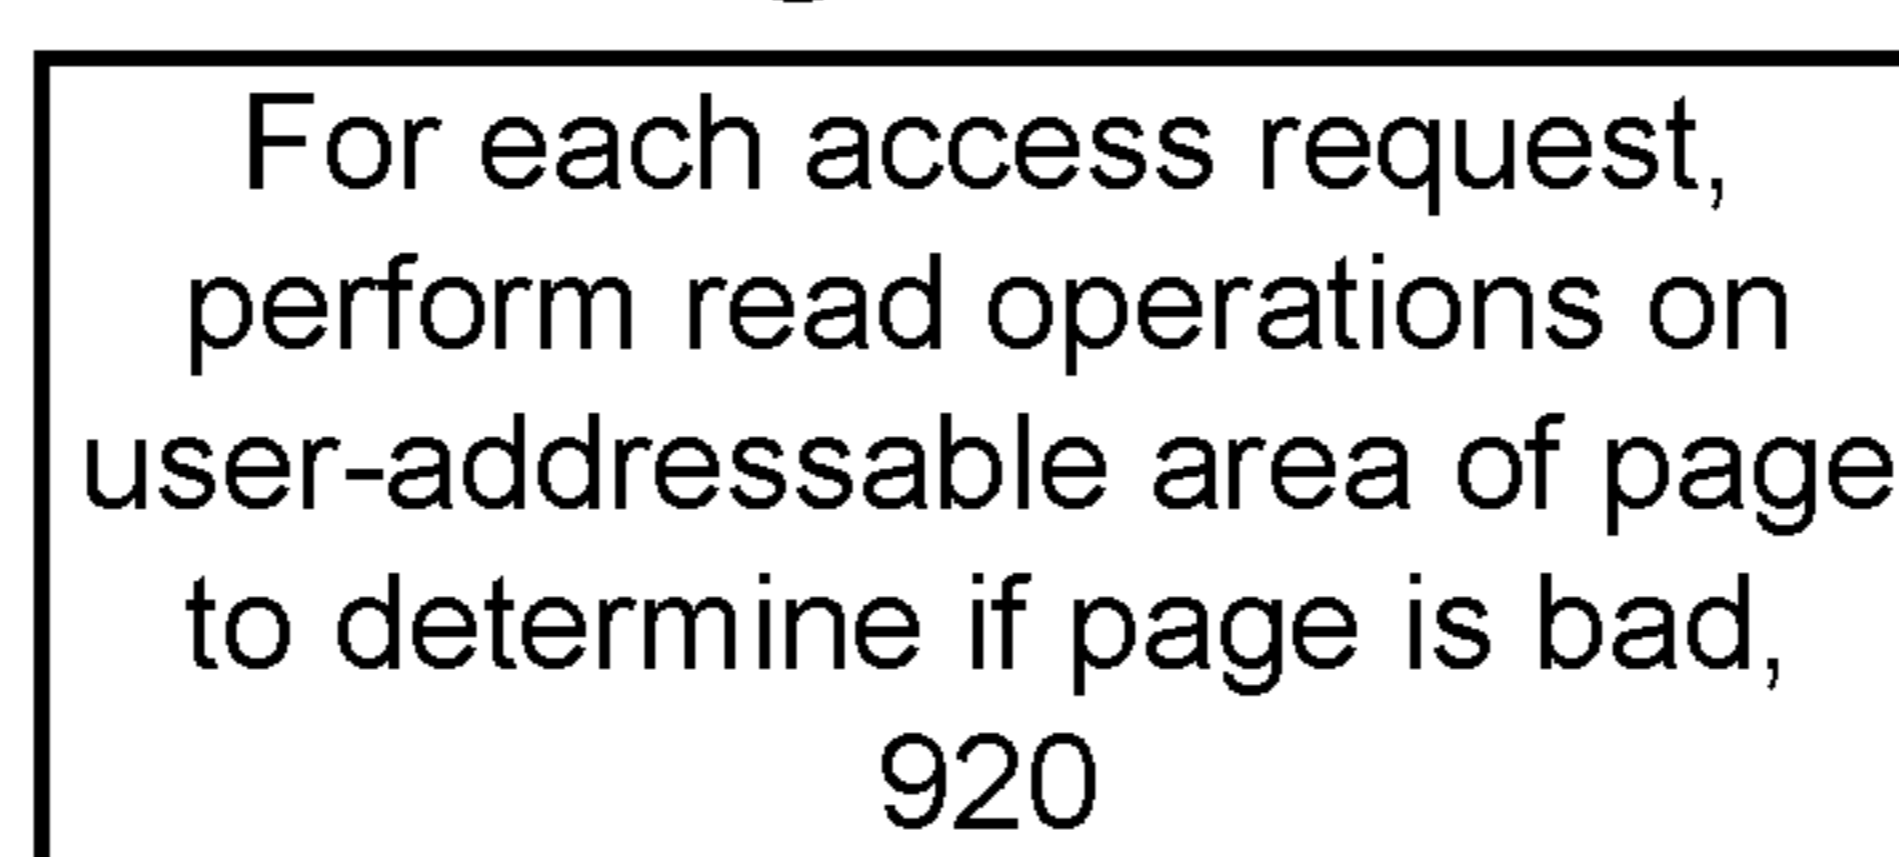 For each access request,
perform read operations on
user-addressable area of page
to determine if page is bad,
920